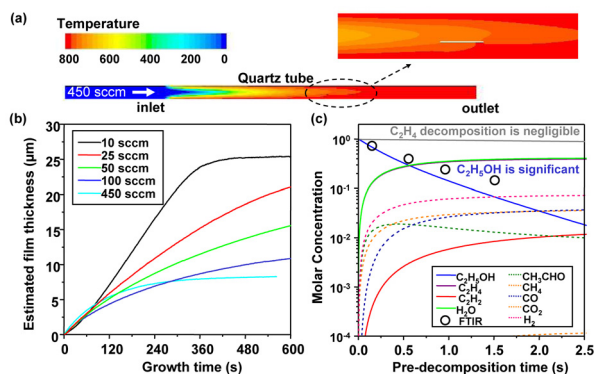 (a)
Temperature
800 600 400 200 0
Quartz tube
450 sccm
inlet
outlet
(b)
Estimated film thickness (µm)
35
30
25
20
15
10
5
0
10 sccm
25 sccm
50 sccm
100 sccm
450 sccm
0 120 240 360 480 600
Growth time (s)
(c)
Molar Concentration
10⁰
10⁻¹
10⁻²
10⁻³
10⁻⁴
C₂H₄ decomposition is negligible
C₂H₅OH is significant
C₂H₅OH
C₂H₄
C₂H₂
H₂O
FTIR
CH₃CHO
CH₄
CO
CO₂
H₂
0.0 0.5 1.0 1.5 2.0 2.5
Pre-decomposition time (s)